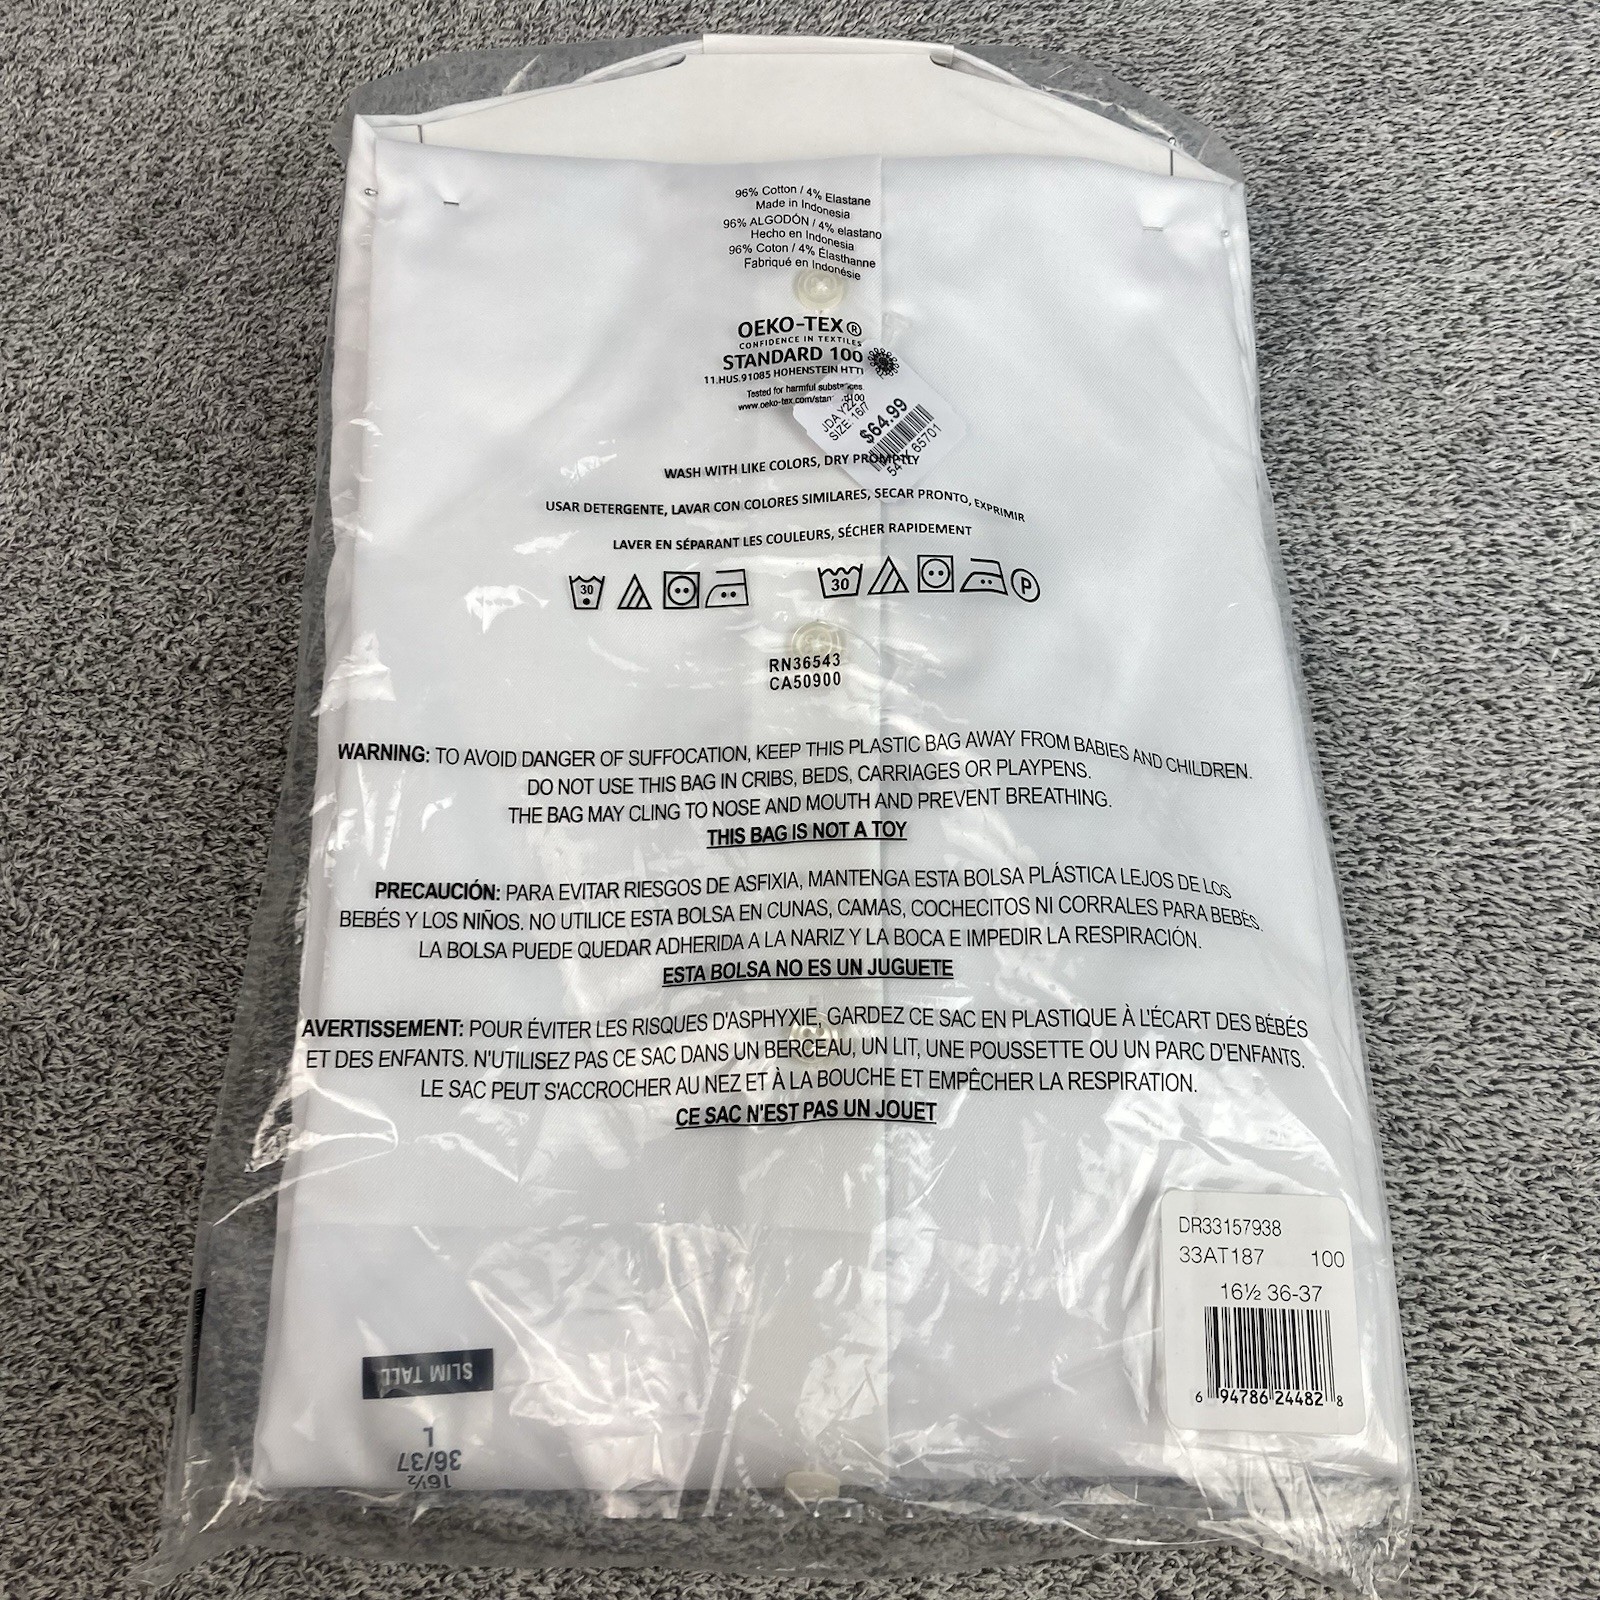 96% Cotton / 4% Elastane
Made in Indonesia
96% ALGODÓN / 4% elastano
Hecho en Indonesia
96% Coton / 4% Élasthanne
Fabriqué en Indonésie
OEKO-TEX®
CONFIDENCE IN TEXTILES
STANDARD 100
11.HUS.91085 HOHENSTEIN HTTI
Tested for harmful substances.
www.oeko-tex.com/stan
JDA Y22
SIZE: 16/7
$64.99
65701
WASH WITH LIKE COLORS, DRY PROMPTLY
USAR DETERGENTE, LAVAR CON COLORES SIMILARES, SECAR PRONTO, EXPRIMIR
LAVER EN SÉPARANT LES COULEURS, SÉCHER RAPIDEMENT
30 30 P
RN36543
CA50900
WARNING: TO AVOID DANGER OF SUFFOCATION, KEEP THIS PLASTIC BAG AWAY FROM BABIES AND CHILDREN.
DO NOT USE THIS BAG IN CRIBS, BEDS, CARRIAGES OR PLAYPENS.
THE BAG MAY CLING TO NOSE AND MOUTH AND PREVENT BREATHING.
THIS BAG IS NOT A TOY
PRECAUCIÓN: PARA EVITAR RIESGOS DE ASFIXIA, MANTENGA ESTA BOLSA PLÁSTICA LEJOS DE LOS
BEBÉS Y LOS NIÑOS. NO UTILICE ESTA BOLSA EN CUNAS, CAMAS, COCHECITOS NI CORRALES PARA BEBÉS.
LA BOLSA PUEDE QUEDAR ADHERIDA A LA NARIZ Y LA BOCA E IMPEDIR LA RESPIRACIÓN.
ESTA BOLSA NO ES UN JUGUETE
AVERTISSEMENT: POUR ÉVITER LES RISQUES D'ASPHYXIE, GARDEZ CE SAC EN PLASTIQUE À L'ÉCART DES BÉBÉS
ET DES ENFANTS. N'UTILISEZ PAS CE SAC DANS UN BERCEAU, UN LIT, UNE POUSSETTE OU UN PARC D'ENFANTS.
LE SAC PEUT S'ACCROCHER AU NEZ ET À LA BOUCHE ET EMPÊCHER LA RESPIRATION.
CE SAC N'EST PAS UN JOUET
DR33157938
33AT187 100
16½ 36-37
6 94786 24482 8
SLIM TALL
L
36/37
16½